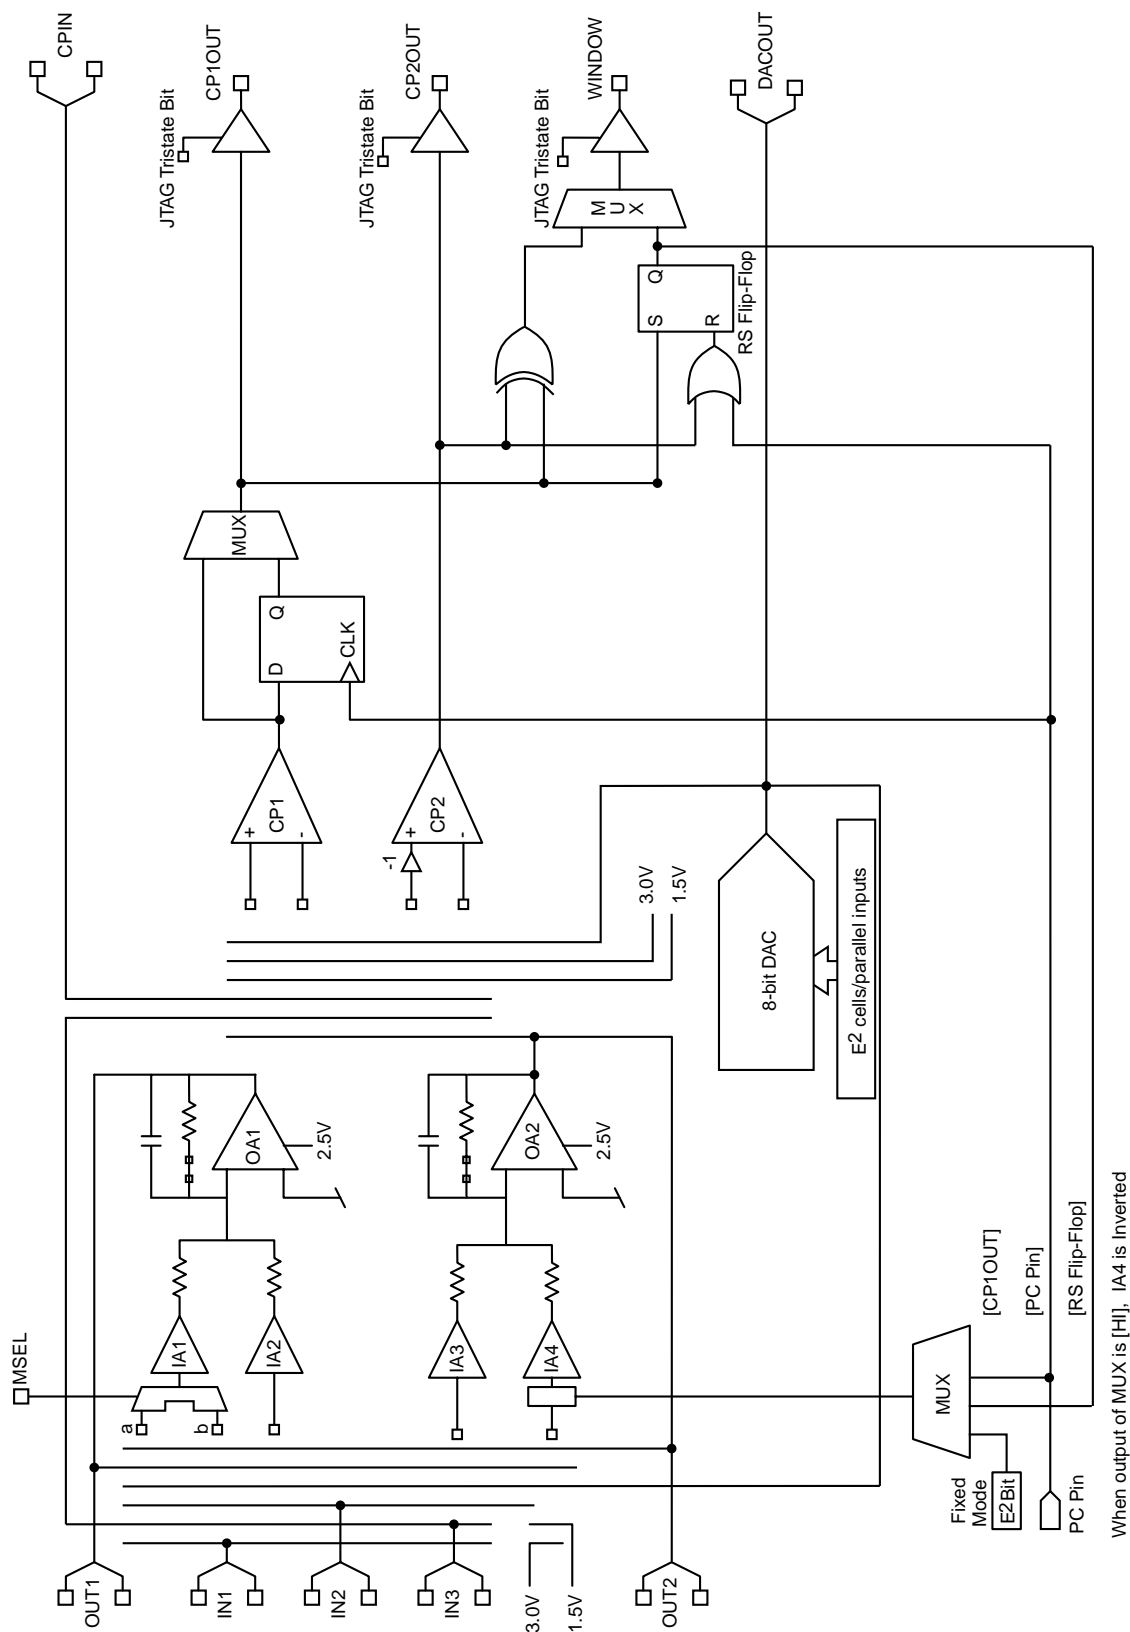 MSEL
OUT1
IN1
IN2
IN3
3.0V
1.5V
OUT2
a
b
IA1
IA2
IA3
IA4
OA1
2.5V
OA2
2.5V
Fixed
Mode
E2Bit
PC Pin
MUX
[CP1OUT]
[PC Pin]
[RS Flip-Flop]
When output of MUX is [HI], IA4 is Inverted
8-bit DAC
E2 cells/parallel inputs
3.0V
1.5V
+
-
CP1
-1
+
-
CP2
D
Q
CLK
MUX
S
R
Q
RS Flip-Flop
MUX
CPIN
JTAG Tristate Bit
CP1OUT
JTAG Tristate Bit
CP2OUT
JTAG Tristate Bit
WINDOW
DACOUT